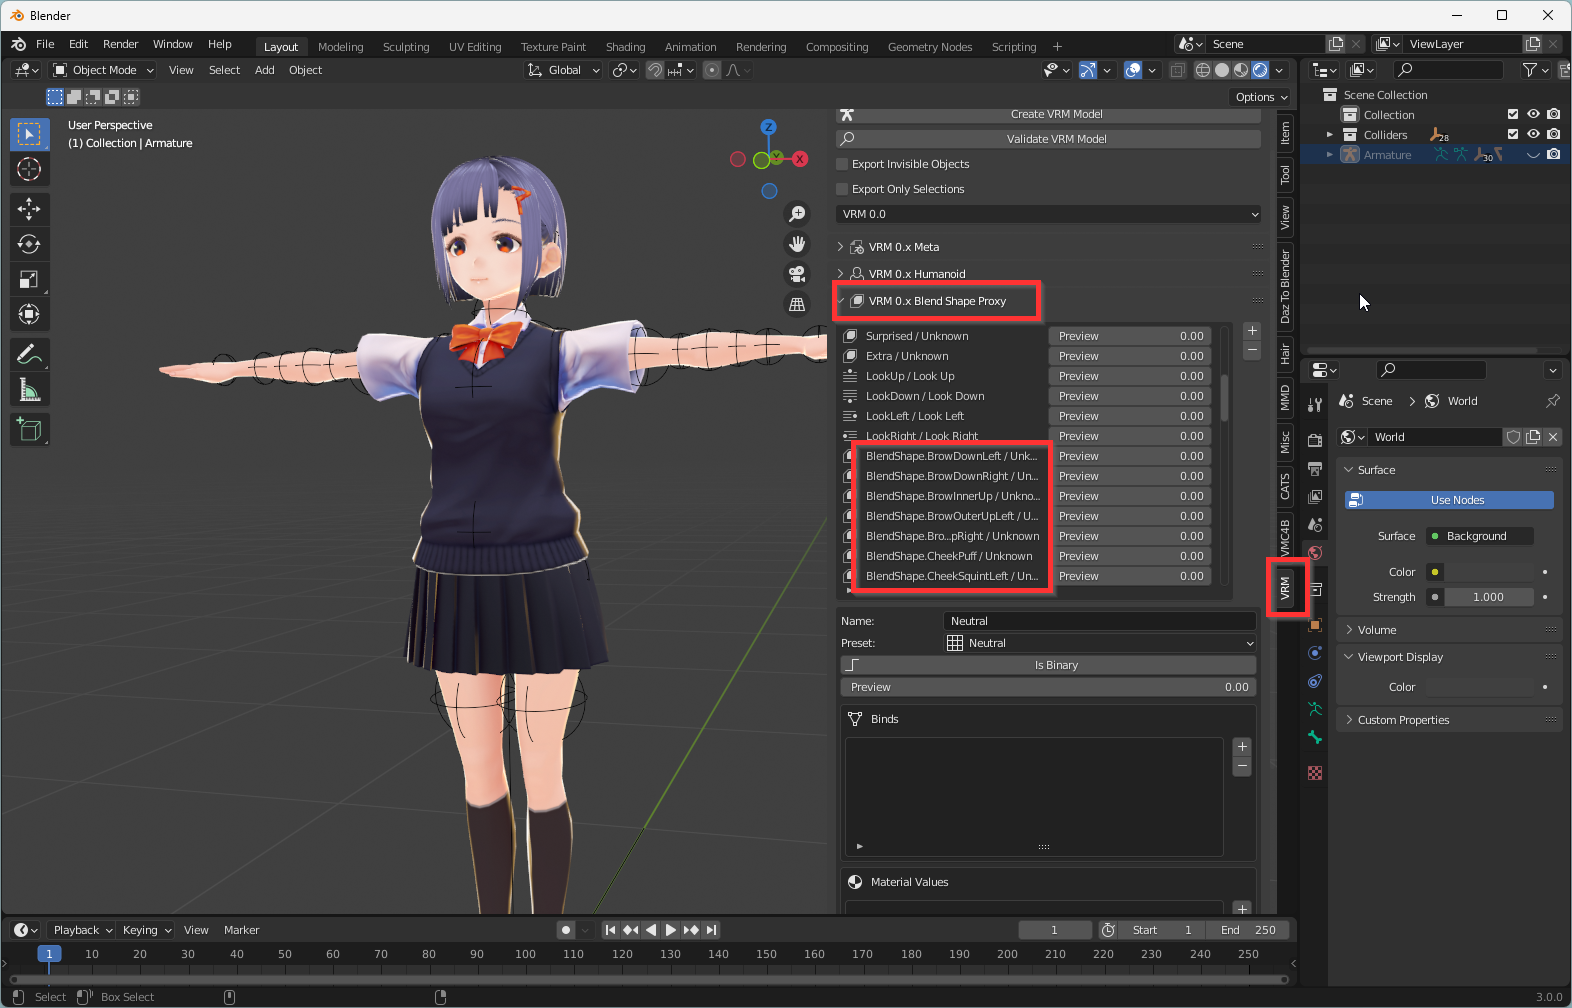 Blender
File Edit Render Window Help
Layout Modeling Sculpting UV Editing Texture Paint Shading Animation Rendering Compositing Geometry Nodes Scripting +
Scene
ViewLayer
Object Mode View Select Add Object
Global
Options
User Perspective
(1) Collection | Armature
Z
Y
X
Create VRM Model
Validate VRM Model
Export Invisible Objects
Export Only Selections
VRM 0.0
VRM 0.x Meta
VRM 0.x Humanoid
VRM 0.x Blend Shape Proxy
Surprised / Unknown Preview 0.00
Extra / Unknown Preview 0.00
LookUp / Look Up Preview 0.00
LookDown / Look Down Preview 0.00
LookLeft / Look Left Preview 0.00
LookRight / Look Right Preview 0.00
BlendShape.BrowDownLeft / Unk... Preview 0.00
BlendShape.BrowDownRight / Un... Preview 0.00
BlendShape.BrowInnerUp / Unkno... Preview 0.00
BlendShape.BrowOuterUpLeft / U... Preview 0.00
BlendShape.Bro...pRight / Unknown Preview 0.00
BlendShape.CheekPuff / Unknown Preview 0.00
BlendShape.CheekSquintLeft / Un... Preview 0.00
Name: Neutral
Preset: Neutral
Is Binary
Preview 0.00
Binds
Material Values
Item
Tool
View
Daz To Blender
Hair
MMD
Misc
CATS
VMC4B
VRM
Scene Collection
Collection
Colliders 28
Armature 30
Scene > World
World
Surface
Use Nodes
Surface Background
Color
Strength 1.000
Volume
Viewport Display
Color
Custom Properties
Playback Keying View Marker
1 Start 1 End 250
1 10 20 30 40 50 60 70 80 90 100 110 120 130 140 150 160 170 180 190 200 210 220 230 240 250
Select Box Select
3.0.0